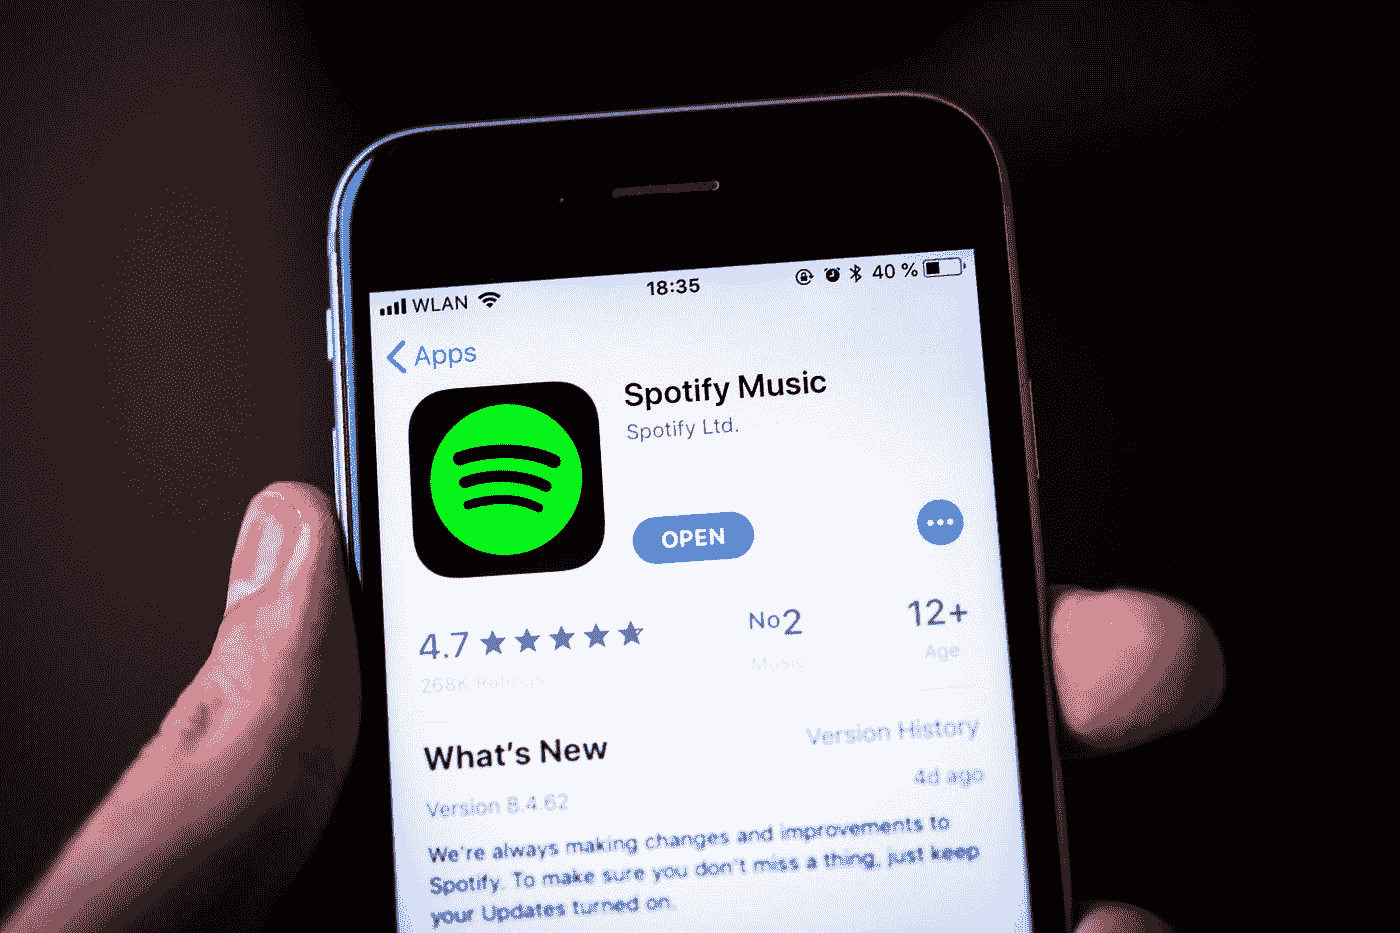 WLAN 18:35 40 %
Apps
Spotify Music
Spotify Ltd.
OPEN
4.7 No2 12+
268K Ratings Music Age
What's New Version History
Version 8.4.62 4d ago
We're always making changes and improvements to
Spotify. To make sure you don't miss a thing, just keep
your Updates turned on.